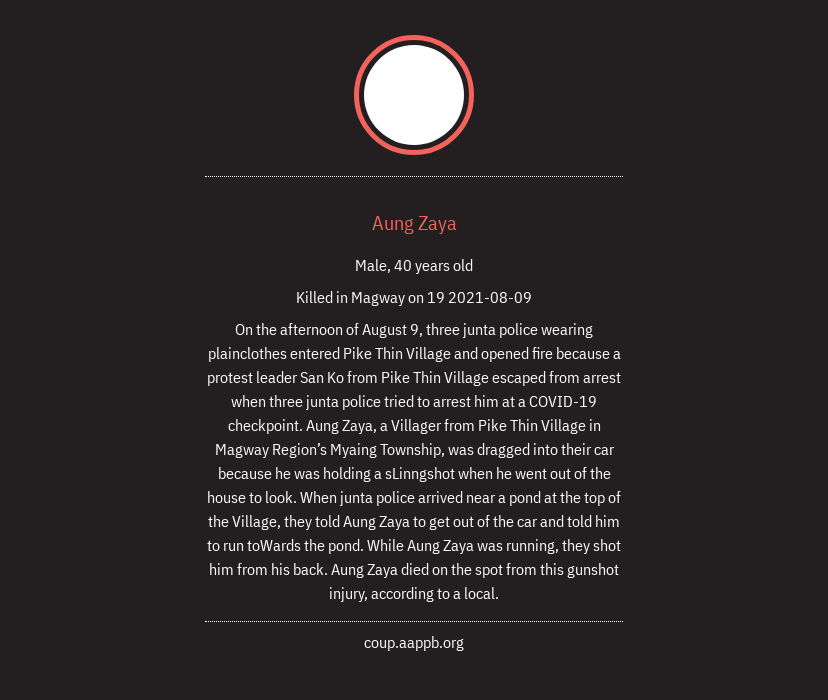 Aung Zaya
Male, 40 years old
Killed in Magway on 19 2021-08-09
On the afternoon of August 9, three junta police wearing
plainclothes entered Pike Thin Village and opened fire because a
protest leader San Ko from Pike Thin Village escaped from arrest
when three junta police tried to arrest him at a COVID-19
checkpoint. Aung Zaya, a Villager from Pike Thin Village in
Magway Region’s Myaing Township, was dragged into their car
because he was holding a sLinngshot when he went out of the
house to look. When junta police arrived near a pond at the top of
the Village, they told Aung Zaya to get out of the car and told him
to run toWards the pond. While Aung Zaya was running, they shot
him from his back. Aung Zaya died on the spot from this gunshot
injury, according to a local.
coup.aappb.org